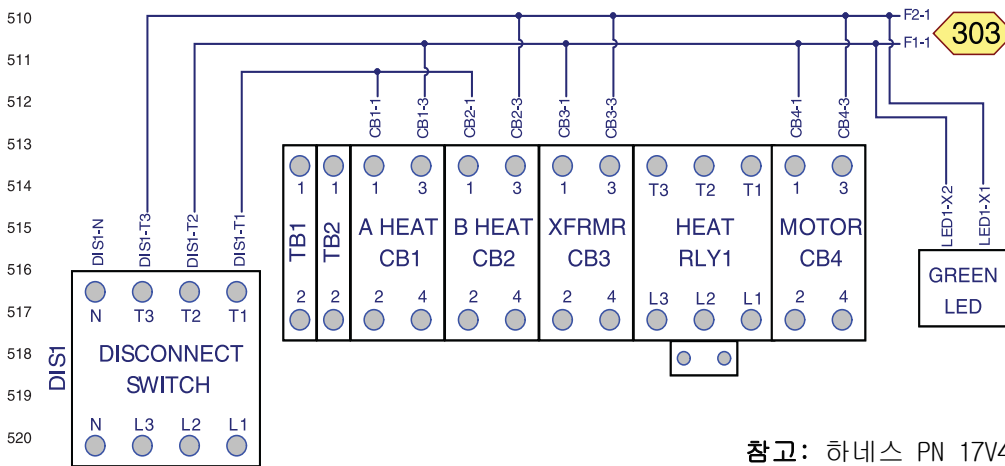 510
F2-1
303
F1-1
511
512
CB1-1
CB1-3
CB2-1
CB2-3
CB3-1
CB3-3
CB4-1
CB4-3
513
514
1 1 1 3 1 3 1 3 T3 T2 T1 1 3
LED1-X2
LED1-X1
515
DIS1-N
DIS1-T3
DIS1-T2
DIS1-T1
TB1
TB2
A HEAT
CB1
B HEAT
CB2
XFRMR
CB3
HEAT
RLY1
MOTOR
CB4
GREEN
LED
516
2 2 2 4 2 4 2 4 L3 L2 L1 2 4
517
N T3 T2 T1
518
DIS1
DISCONNECT
SWITCH
519
N L3 L2 L1
520
참고: 하네스 PN 17V4